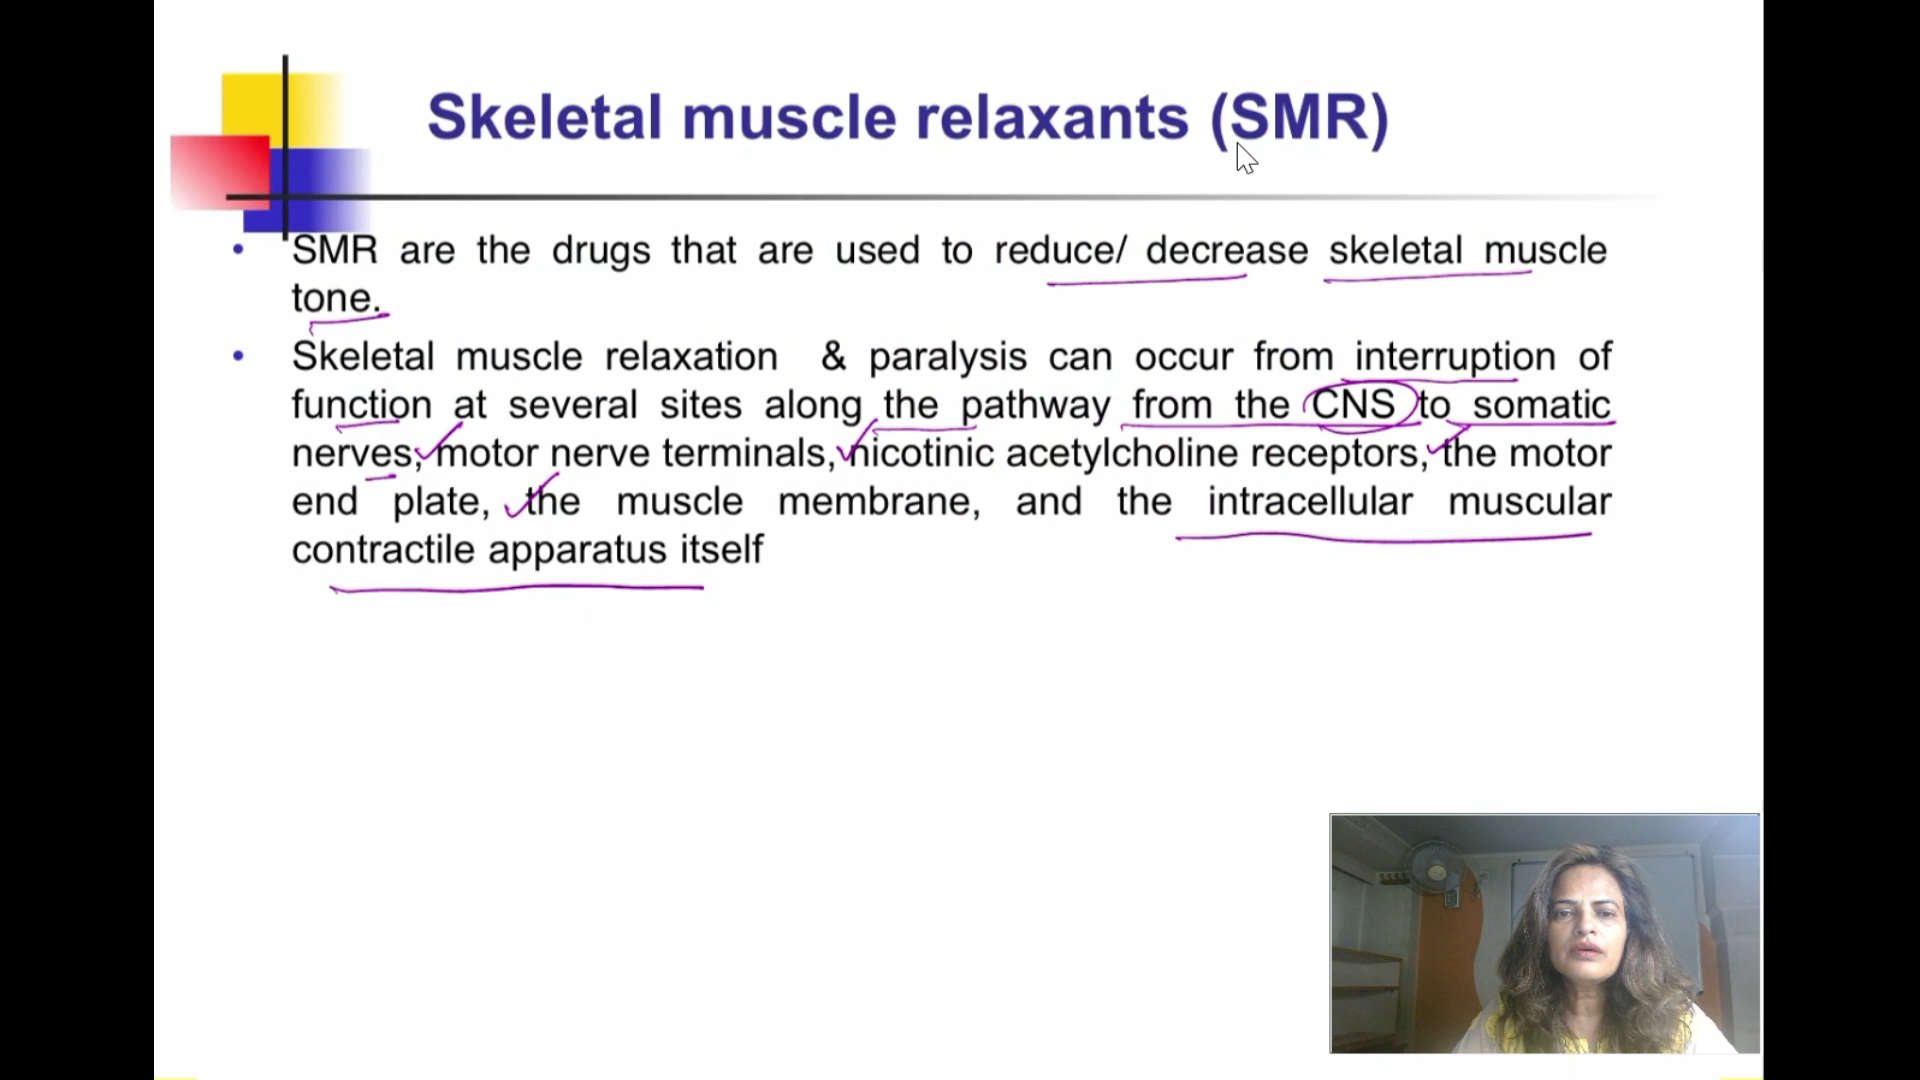 Skeletal muscle relaxants (SMR)
• SMR are the drugs that are used to reduce/ decrease skeletal muscle
tone.
• Skeletal muscle relaxation & paralysis can occur from interruption of
function at several sites along the pathway from the CNS to somatic
nerves, motor nerve terminals, nicotinic acetylcholine receptors, the motor
end plate, the muscle membrane, and the intracellular muscular
contractile apparatus itself